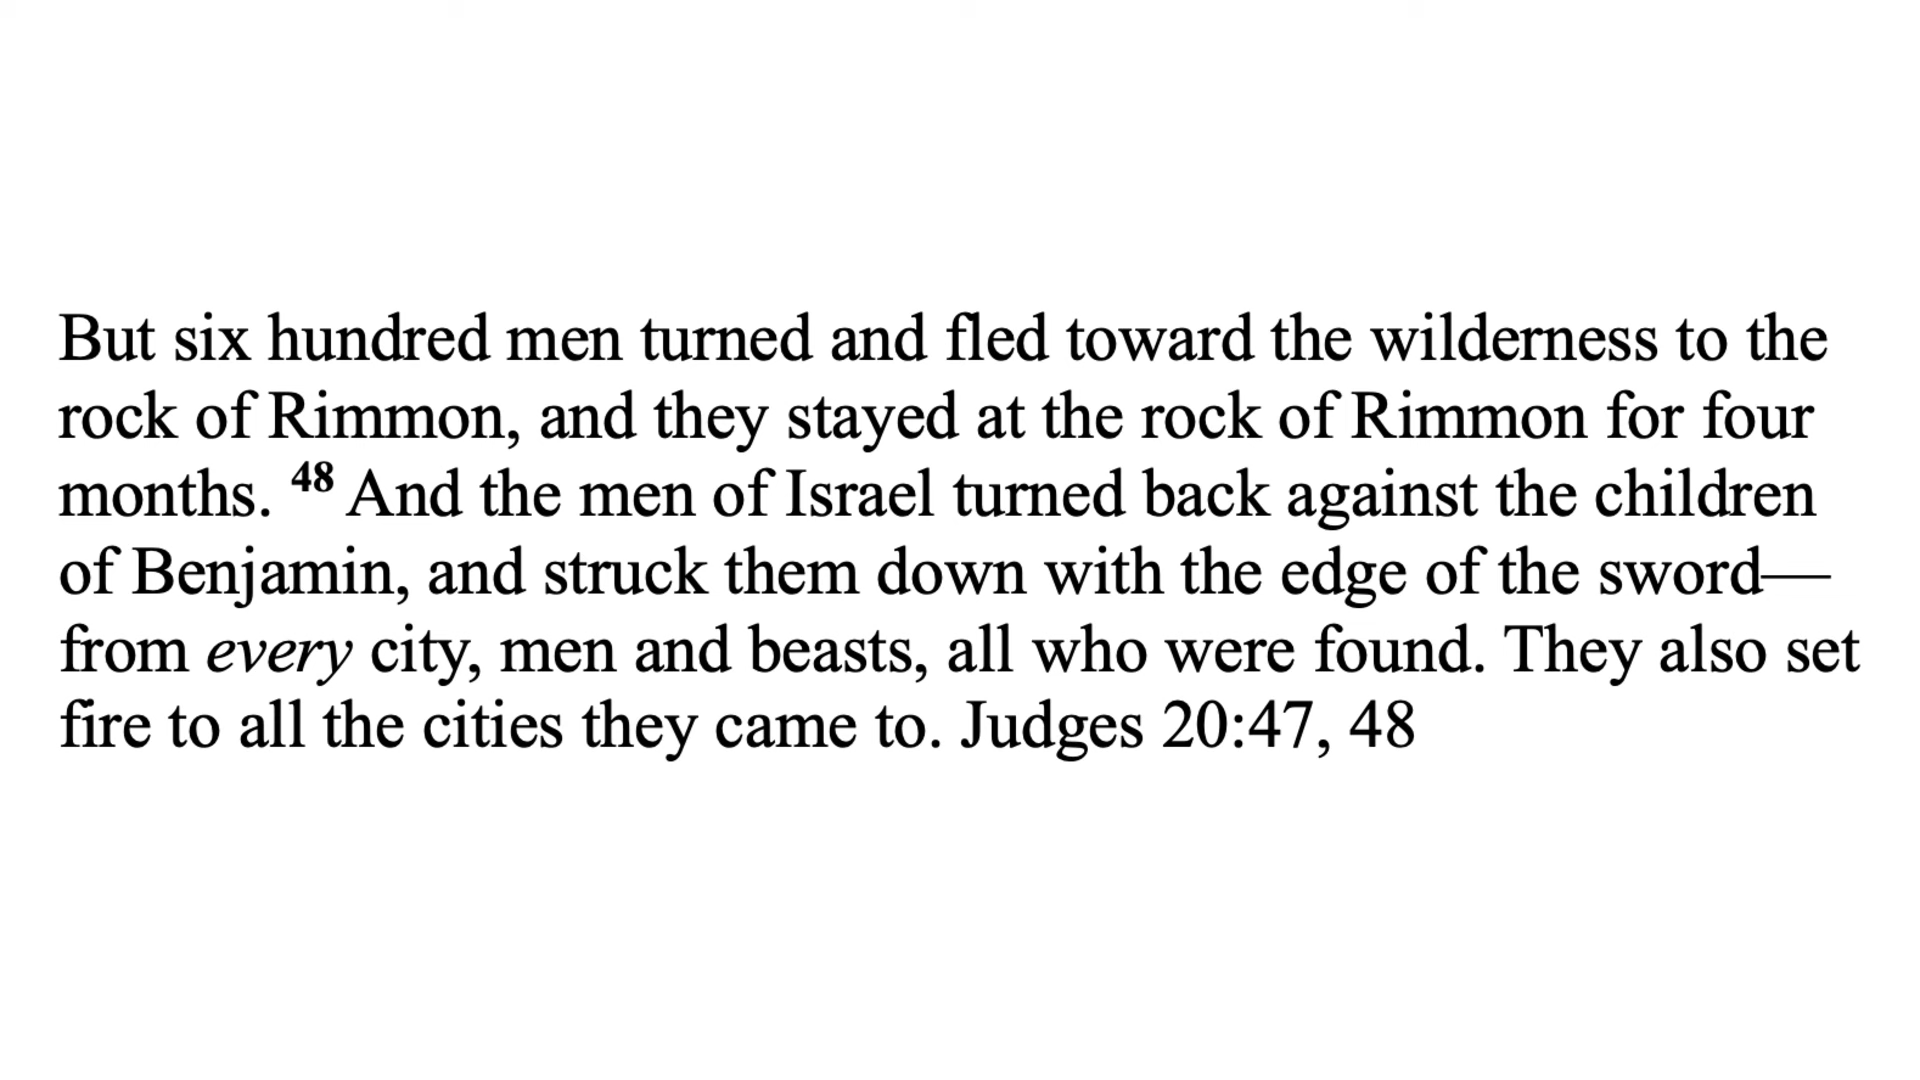 But six hundred men turned and fled toward the wilderness to the
rock of Rimmon, and they stayed at the rock of Rimmon for four
months. 48 And the men of Israel turned back against the children
of Benjamin, and struck them down with the edge of the sword—
from every city, men and beasts, all who were found. They also set
fire to all the cities they came to. Judges 20:47, 48